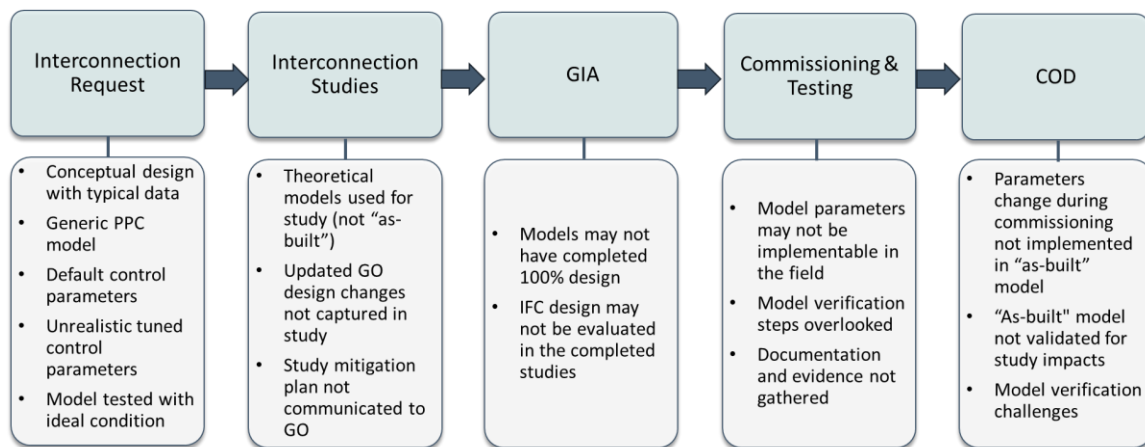 Interconnection
Request
Interconnection
Studies
GIA
Commissioning &
Testing
COD
• Conceptual design
with typical data
• Generic PPC
model
• Default control
parameters
• Unrealistic tuned
control
parameters
• Model tested with
ideal condition
• Theoretical
models used for
study (not “as-
built”)
• Updated GO
design changes
not captured in
study
• Study mitigation
plan not
communicated to
GO
• Models may not
have completed
100% design
• IFC design may
not be evaluated
in the completed
studies
• Model parameters
may not be
implementable in
the field
• Model verification
steps overlooked
• Documentation
and evidence not
gathered
• Parameters
change during
commissioning
not implemented
in “as-built”
model
• “As-built" model
not validated for
study impacts
• Model verification
challenges